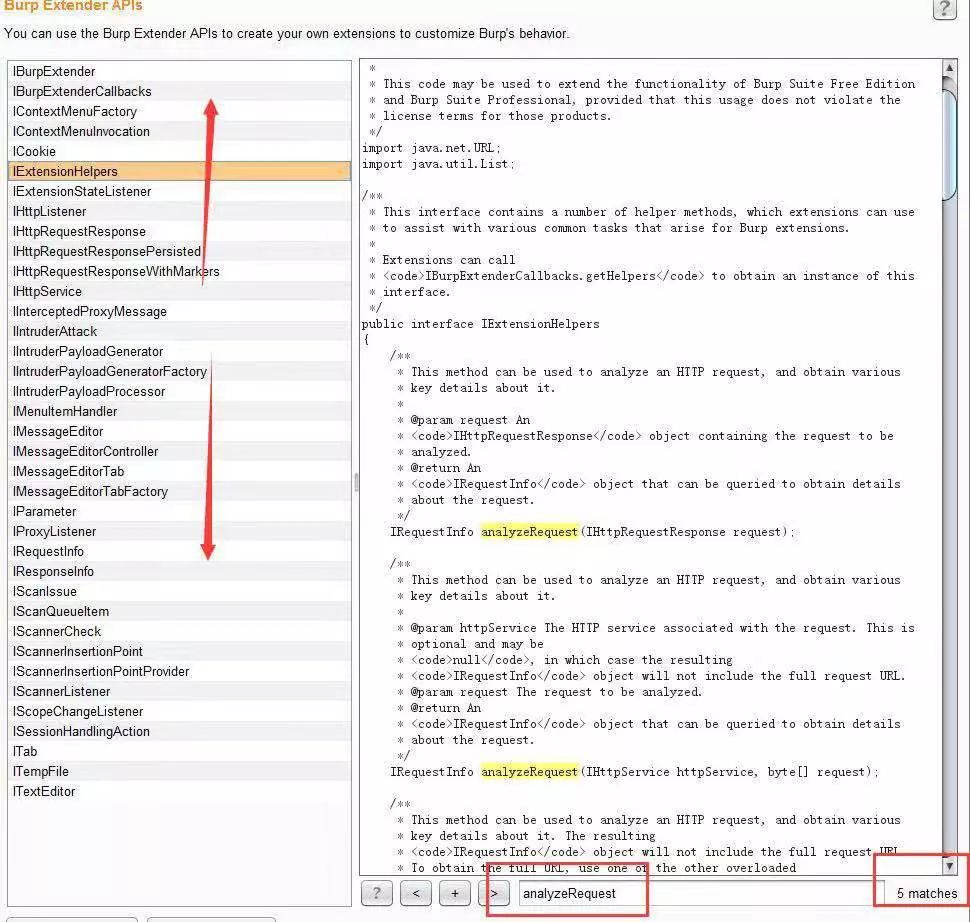 Burp Extender APIs
?
You can use the Burp Extender APIs to create your own extensions to customize Burp's behavior.
IBurpExtender
IBurpExtenderCallbacks
IContextMenuFactory
IContextMenuInvocation
ICookie
IExtensionHelpers
IExtensionStateListener
IHttpListener
IHttpRequestResponse
IHttpRequestResponsePersisted
IHttpRequestResponseWithMarkers
IHttpService
IInterceptedProxyMessage
IIntruderAttack
IIntruderPayloadGenerator
IIntruderPayloadGeneratorFactory
IIntruderPayloadProcessor
IMenuItemHandler
IMessageEditor
IMessageEditorController
IMessageEditorTab
IMessageEditorTabFactory
IParameter
IProxyListener
IRequestInfo
IResponseInfo
IScanIssue
IScanQueueItem
IScannerCheck
IScannerInsertionPoint
IScannerInsertionPointProvider
IScannerListener
IScopeChangeListener
ISessionHandlingAction
ITab
ITempFile
ITextEditor
*
* This code may be used to extend the functionality of Burp Suite Free Edition
* and Burp Suite Professional, provided that this usage does not violate the
* license terms for those products.
*/
import java.net.URL;
import java.util.List;
/**
* This interface contains a number of helper methods, which extensions can use
* to assist with various common tasks that arise for Burp extensions.
*
* Extensions can call
* <code>IBurpExtenderCallbacks.getHelpers</code> to obtain an instance of this
* interface.
*/
public interface IExtensionHelpers
{
/**
* This method can be used to analyze an HTTP request, and obtain various
* key details about it.
*
* @param request An
* <code>IHttpRequestResponse</code> object containing the request to be
* analyzed.
* @return An
* <code>IRequestInfo</code> object that can be queried to obtain details
* about the request.
*/
IRequestInfo analyzeRequest(IHttpRequestResponse request);
/**
* This method can be used to analyze an HTTP request, and obtain various
* key details about it.
*
* @param httpService The HTTP service associated with the request. This is
* optional and may be
* <code>null</code>, in which case the resulting
* <code>IRequestInfo</code> object will not include the full request URL.
* @param request The request to be analyzed.
* @return An
* <code>IRequestInfo</code> object that can be queried to obtain details
* about the request.
*/
IRequestInfo analyzeRequest(IHttpService httpService, byte[] request);
/**
* This method can be used to analyze an HTTP request, and obtain various
* key details about it. The resulting
* <code>IRequestInfo</code> object will not include the full request URL.
* To obtain the full URL, use one of the other overloaded
? < + > analyzeRequest 5 matches